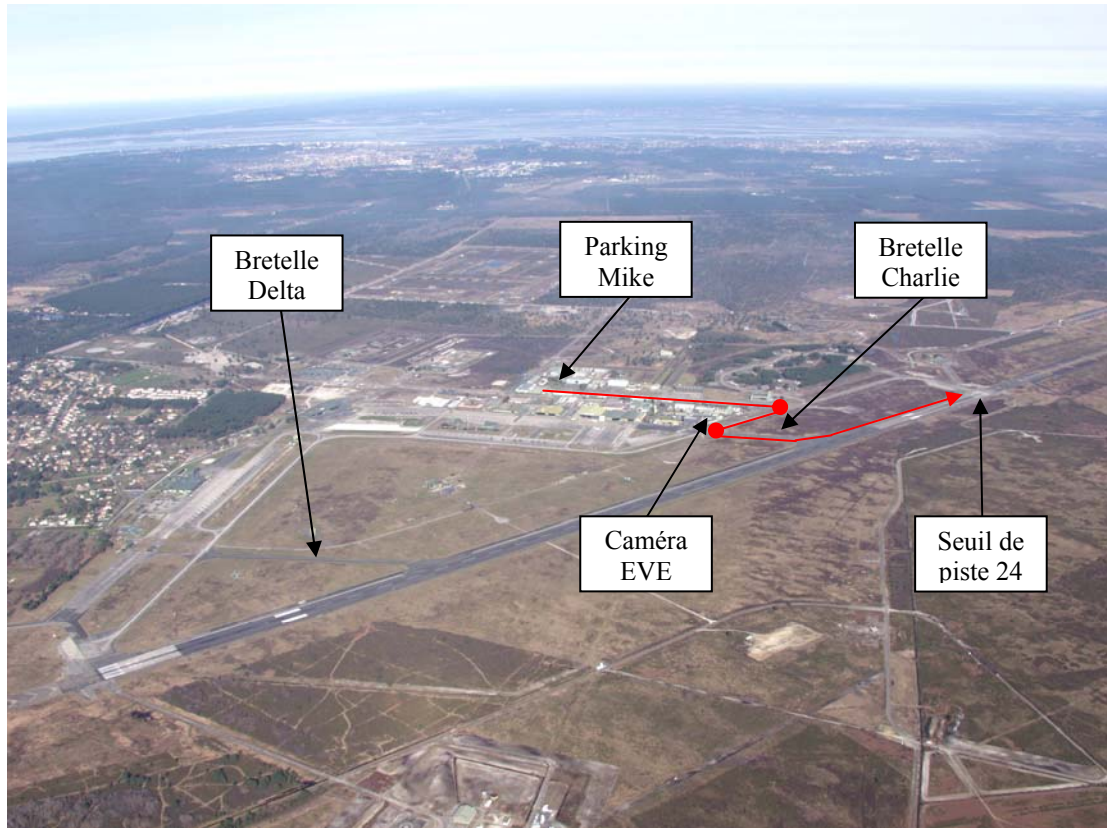 Bretelle
Delta
Parking
Mike
Bretelle
Charlie
Caméra
EVE
Seuil de
piste 24